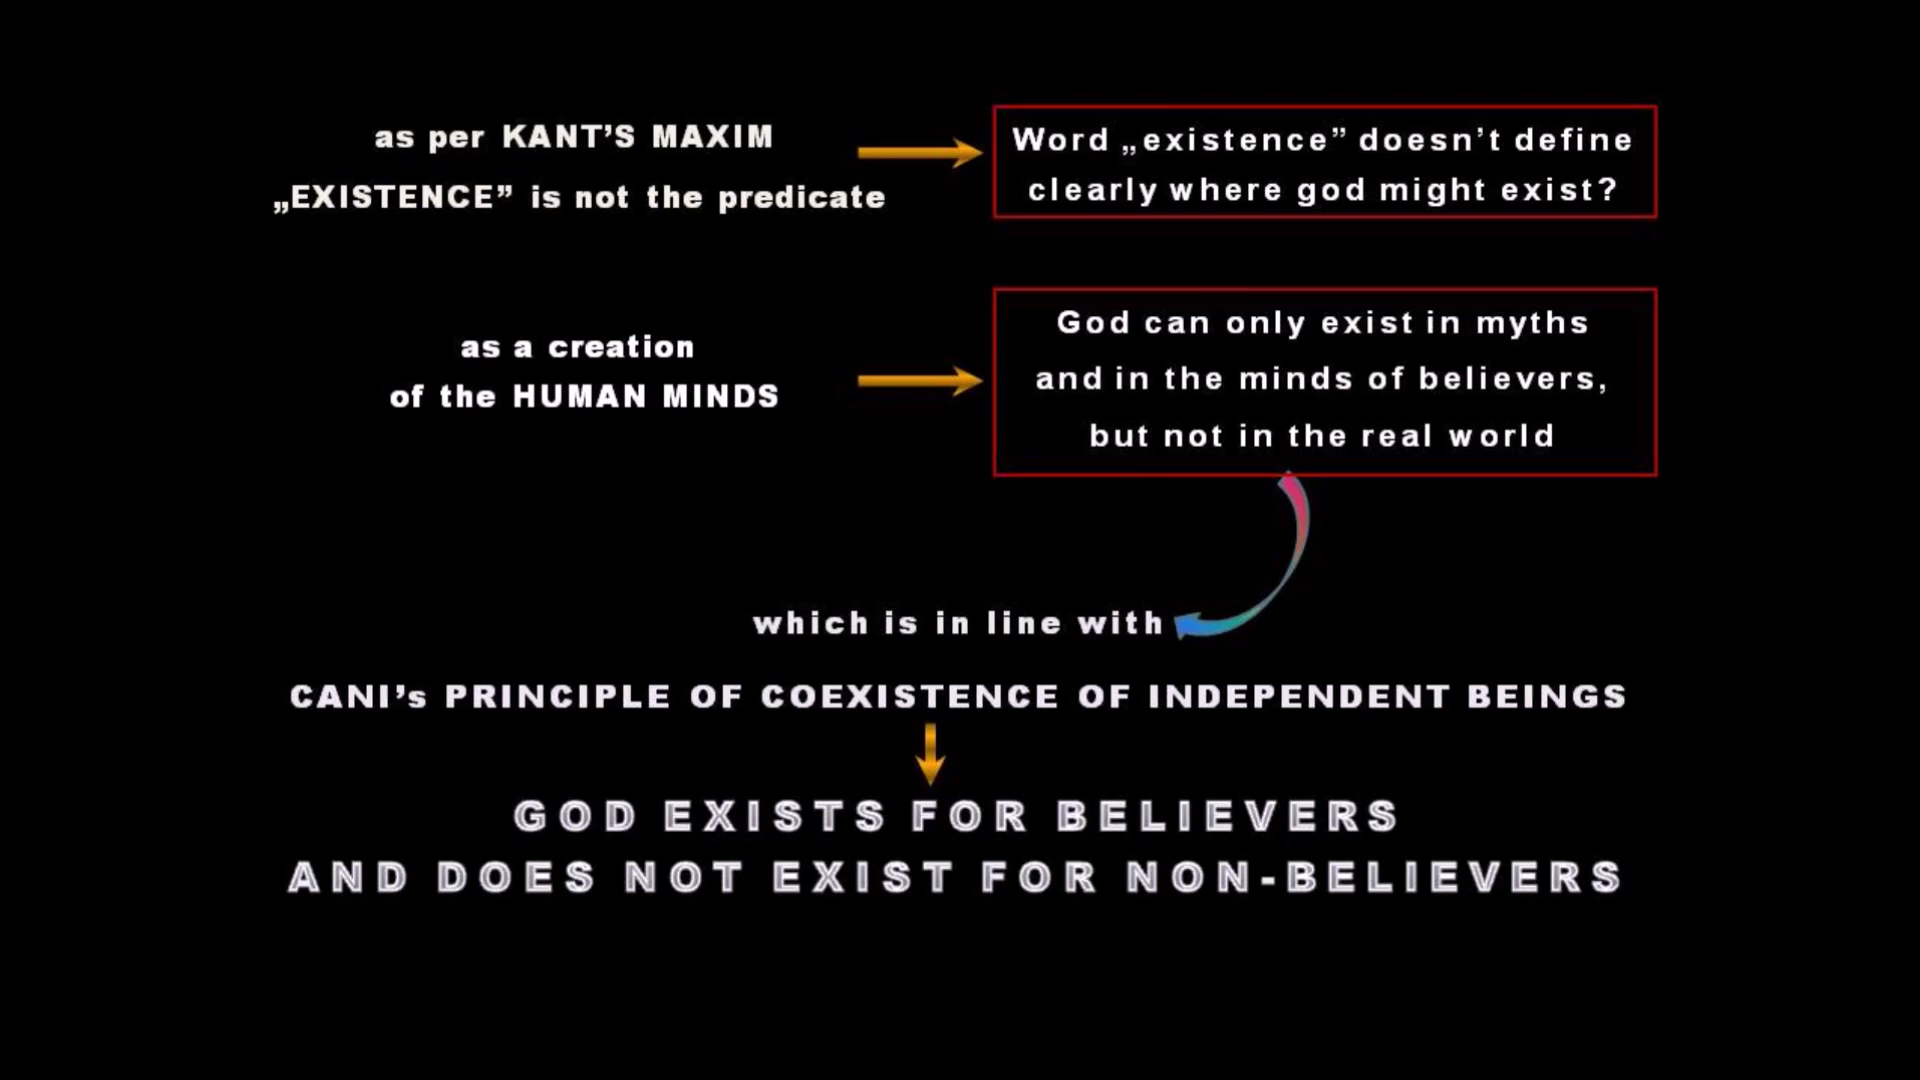 as per KANT'S MAXIM
„EXISTENCE” is not the predicate
Word „existence” doesn't define
clearly where god might exist?
as a creation
of the HUMAN MINDS
God can only exist in myths
and in the minds of believers,
but not in the real world
which is in line with
CANI's PRINCIPLE OF COEXISTENCE OF INDEPENDENT BEINGS
GOD EXISTS FOR BELIEVERS
AND DOES NOT EXIST FOR NON-BELIEVERS